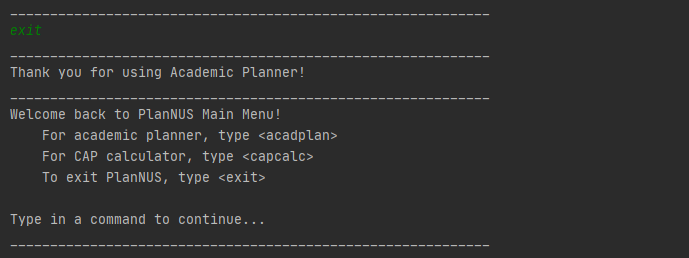 ____________________________________________________________
exit
____________________________________________________________
Thank you for using Academic Planner!
____________________________________________________________
Welcome back to PlanNUS Main Menu!
    For academic planner, type <acadplan>
    For CAP calculator, type <capcalc>
    To exit PlanNUS, type <exit>

Type in a command to continue...
____________________________________________________________